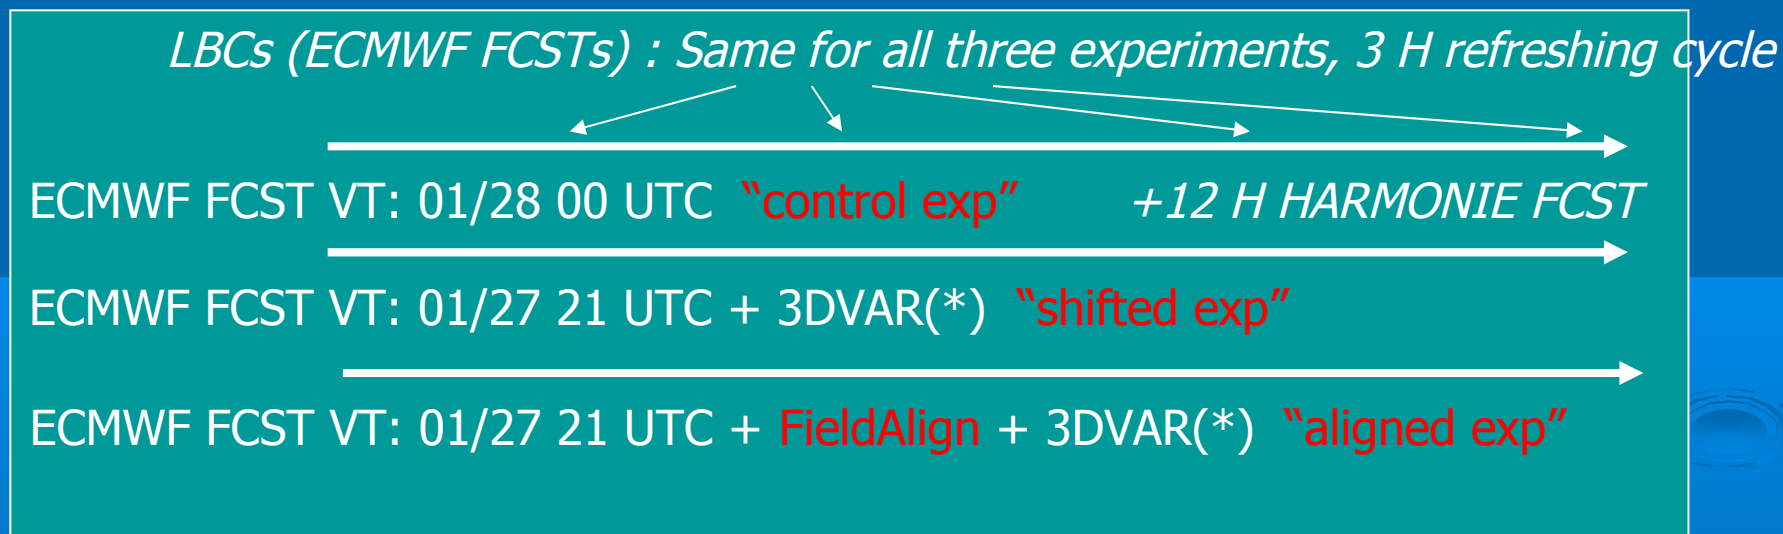 LBCs (ECMWF FCSTs) : Same for all three experiments, 3 H refreshing cycle
ECMWF FCST VT: 01/28 00 UTC “control exp” +12 H HARMONIE FCST
ECMWF FCST VT: 01/27 21 UTC + 3DVAR(*) “shifted exp”
ECMWF FCST VT: 01/27 21 UTC + FieldAlign + 3DVAR(*) “aligned exp”